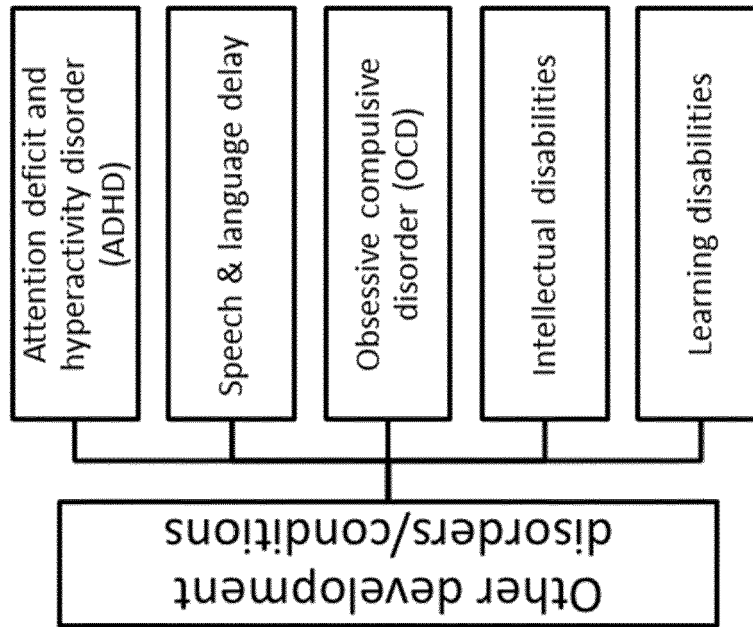 Other development
disorders/conditions
Attention deficit and
hyperactivity disorder
(ADHD)
Speech & language delay
Obsessive compulsive
disorder (OCD)
Intellectual disabilities
Learning disabilities